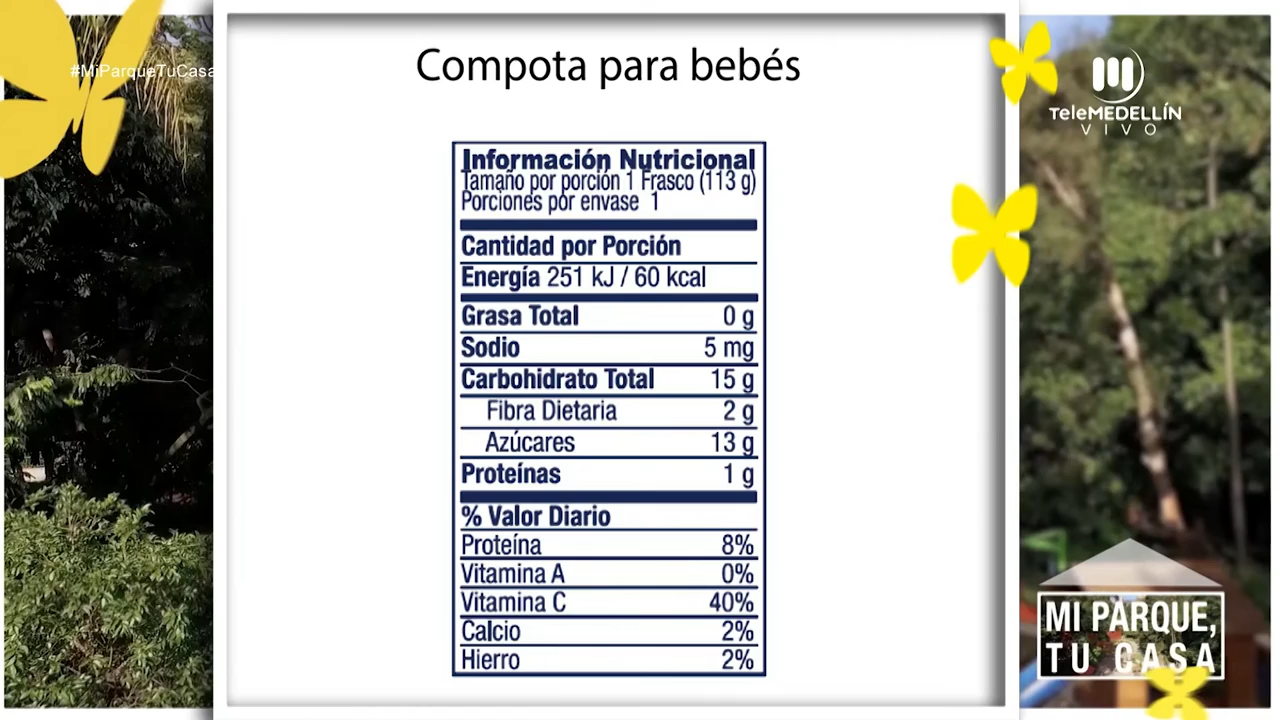 Compota para bebés
#MiParqueTuCasa
TeleMEDELLÍN
VIVO
Información Nutricional
Tamaño por porción 1 Frasco (113 g)
Porciones por envase 1
Cantidad por Porción
Energía 251 kJ / 60 kcal
Grasa Total 0 g
Sodio 5 mg
Carbohidrato Total 15 g
Fibra Dietaria 2 g
Azúcares 13 g
Proteínas 1 g
% Valor Diario
Proteína 8%
Vitamina A 0%
Vitamina C 40%
Calcio 2%
Hierro 2%
MI PARQUE,
TU CASA